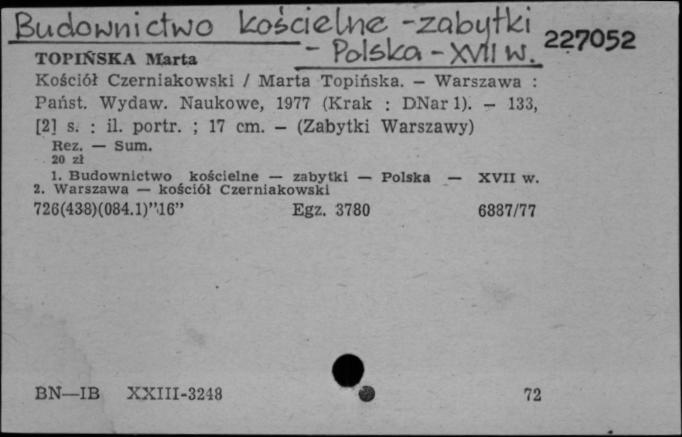 Budownictwo kościelne - zabytki
- Polska - XVII w. 227052
TOPIŃSKA Marta
Kościół Czerniakowski / Marta Topińska. — Warszawa :
Państ. Wydaw. Naukowe, 1977 (Krak : DNar 1). — 133,
[2] s. : il. portr. ; 17 cm. — (Zabytki Warszawy)
Rez. — Sum.
20 zł
1. Budownictwo kościelne — zabytki — Polska — XVII w.
2. Warszawa — kościół Czerniakowski
726(438)(084.1)"16" Egz. 3780 6887/77
BN—IB XXIII-3248 72